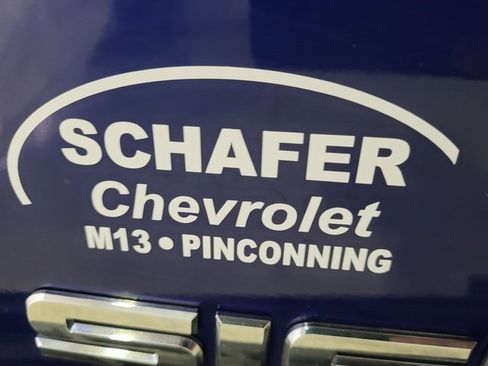 SCHAFER
Chevrolet
M13 • PINCONNING